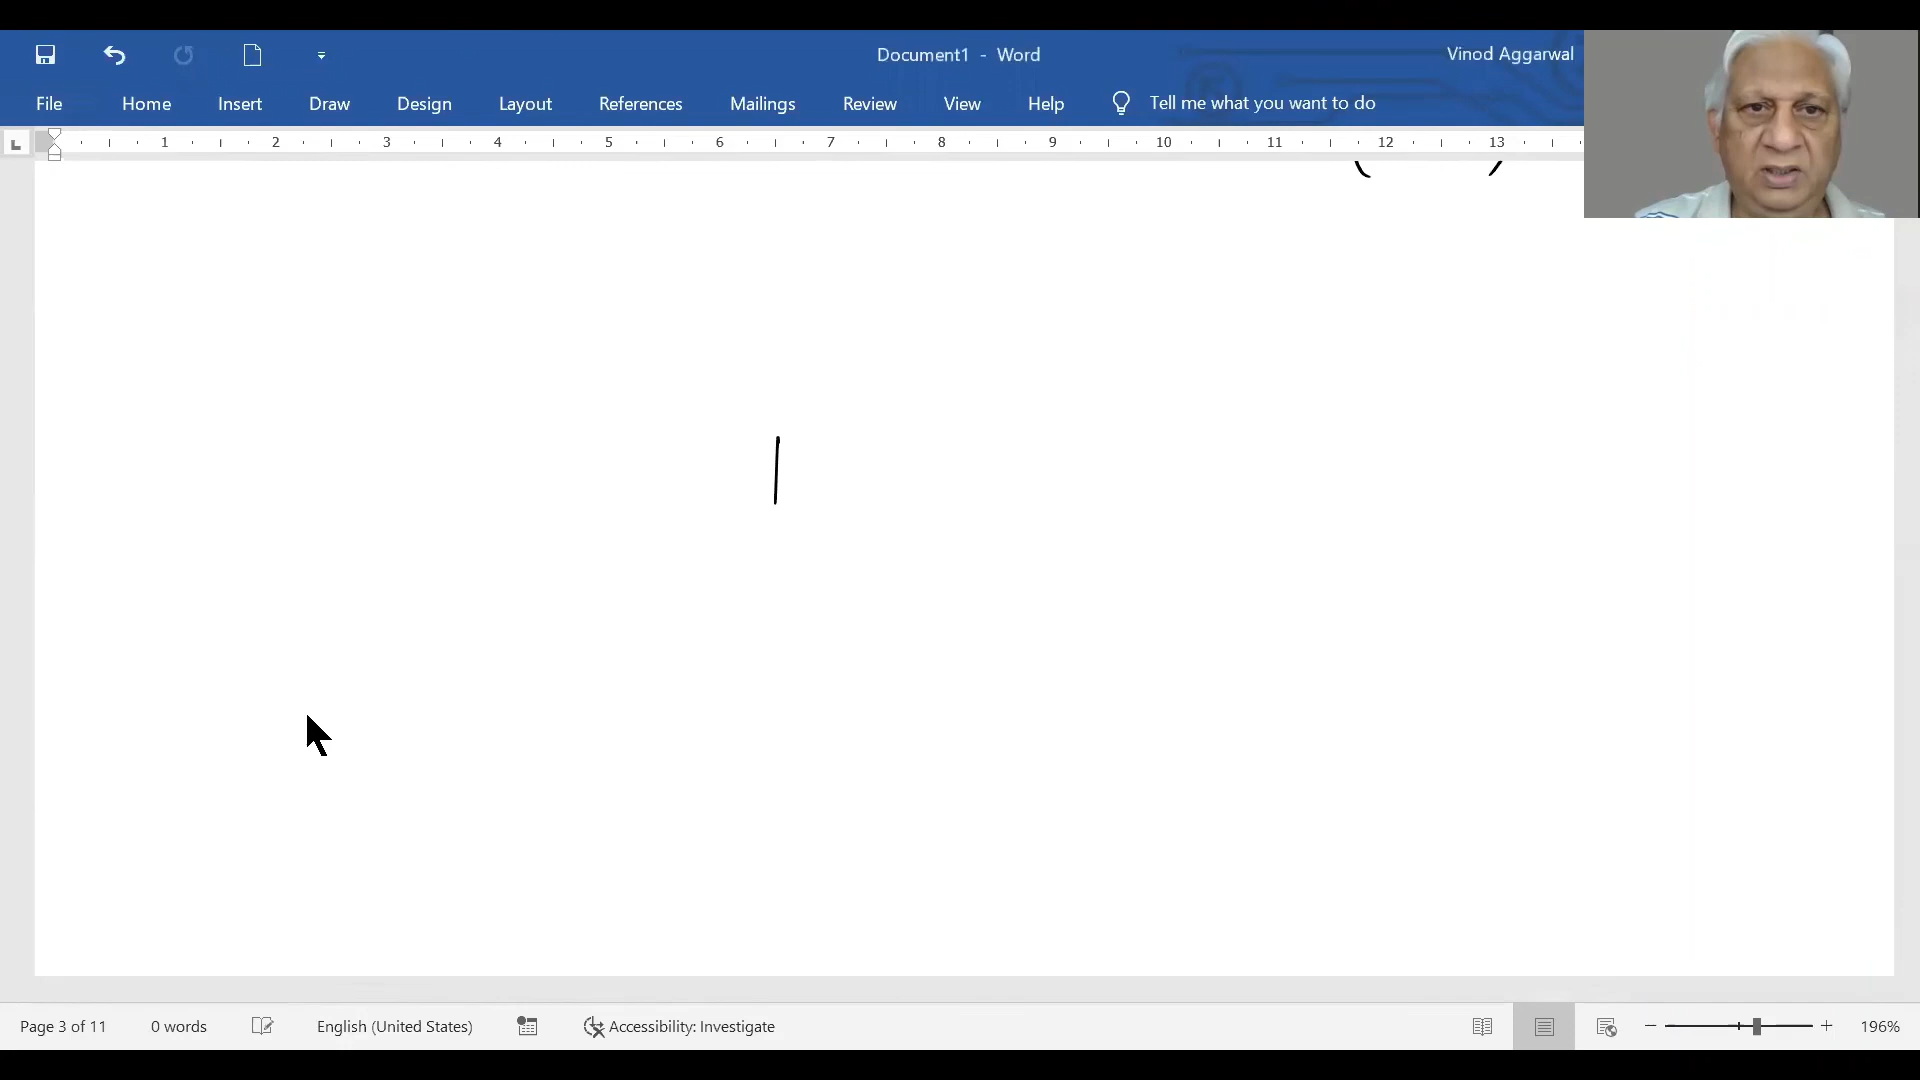 Document1 - Word
Vinod Aggarwal
File Home Insert Draw Design Layout References Mailings Review View Help Tell me what you want to do
1 2 3 4 5 6 7 8 9 10 11 12 13
Page 3 of 11 0 words English (United States) Accessibility: Investigate 196%